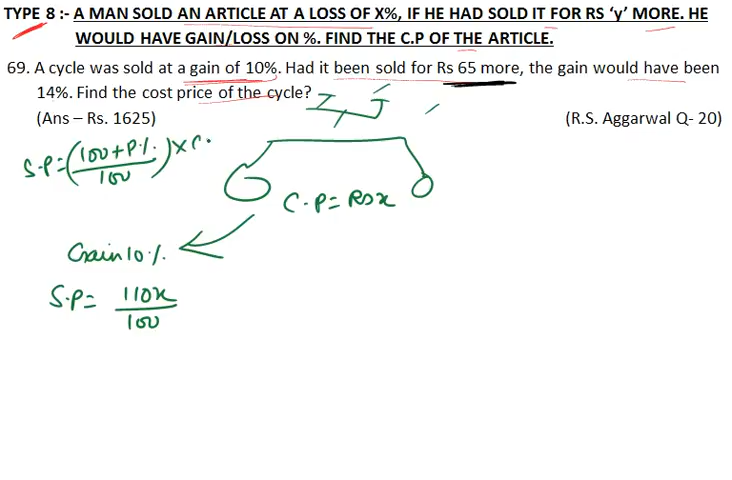 TYPE 8 :- A MAN SOLD AN ARTICLE AT A LOSS OF X%, IF HE HAD SOLD IT FOR RS ‘y’ MORE. HE
WOULD HAVE GAIN/LOSS ON %. FIND THE C.P OF THE ARTICLE.
69. A cycle was sold at a gain of 10%. Had it been sold for Rs 65 more, the gain would have been
14%. Find the cost price of the cycle?
(Ans – Rs. 1625) (R.S. Aggarwal Q- 20)
S.P=(100+P%/100)×C.
C.P= Rs x
Gain 10%
S.P= 110x/100